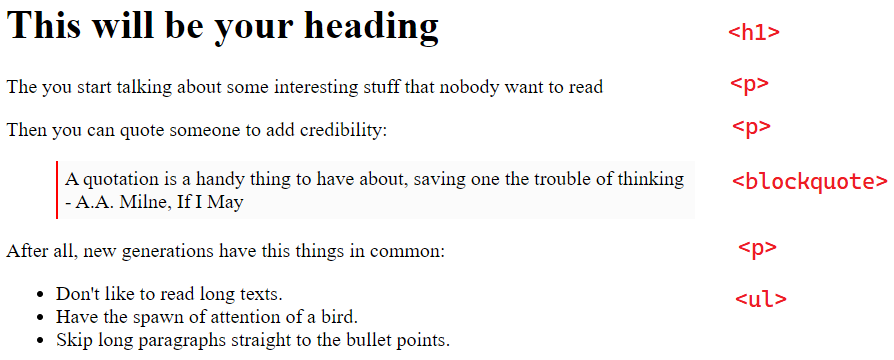 This will be your heading <h1>
The you start talking about some interesting stuff that nobody want to read <p>
Then you can quote someone to add credibility: <p>
A quotation is a handy thing to have about, saving one the trouble of thinking <blockquote>
- A.A. Milne, If I May
After all, new generations have this things in common: <p>
Don't like to read long texts. <ul>
Have the spawn of attention of a bird.
Skip long paragraphs straight to the bullet points.